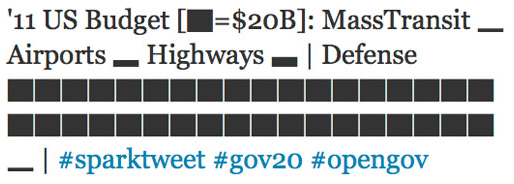 '11 US Budget [█=$20B]: MassTransit ▁
Airports ▂ Highways ▃ | Defense
██████████████████
██████████████████
▂ | #sparktweet #gov20 #opengov